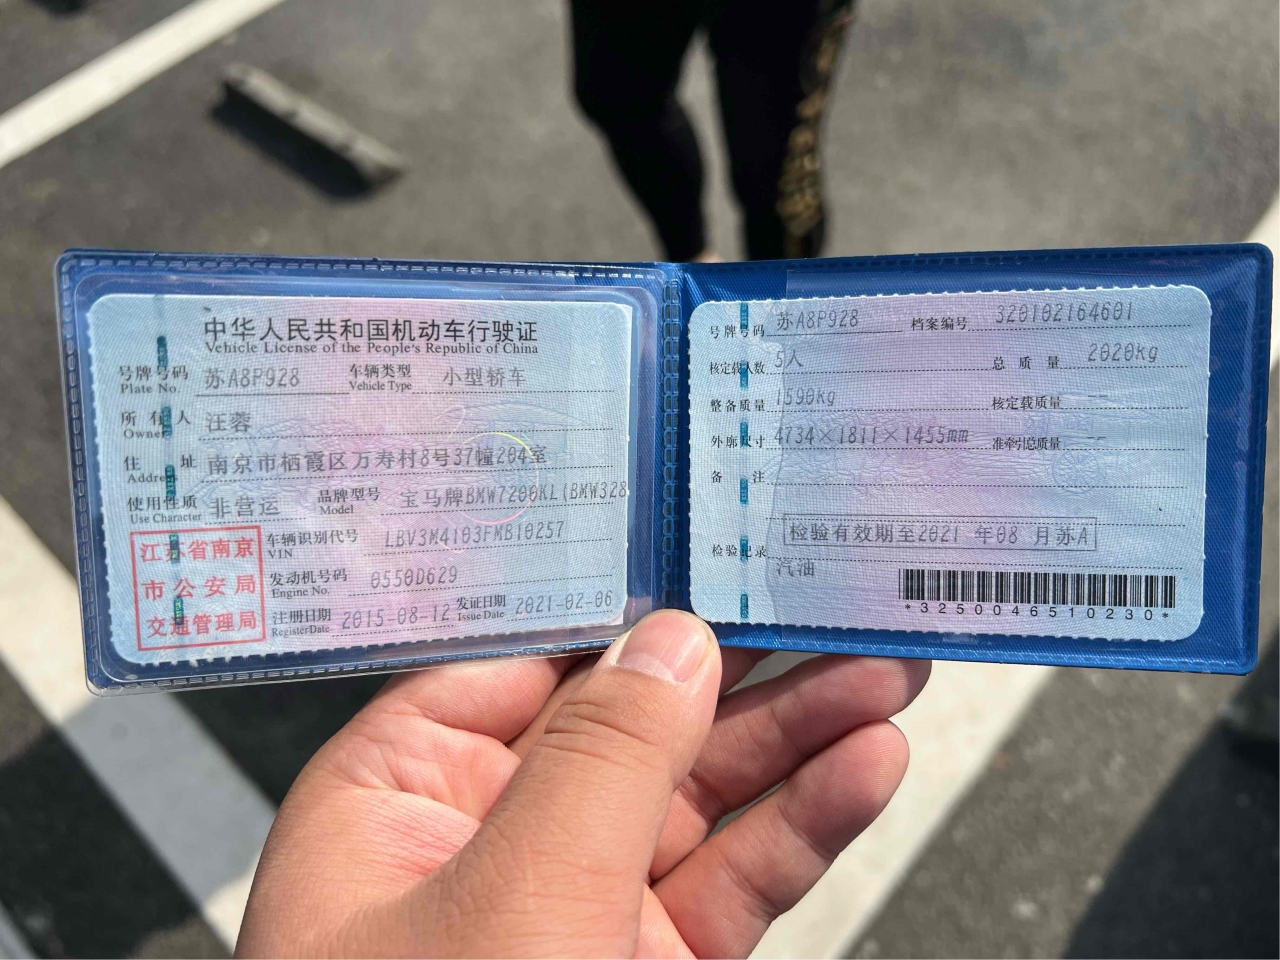 中华人民共和国机动车行驶证
Vehicle License of the People's Republic of China
号牌号码 苏A8P928 车辆类型 小型轿车
Plate No. Vehicle Type
所有人 汪蓉
Owner
住址 南京市栖霞区万寿村8号37幢204室
Address
使用性质 非营运 品牌型号 宝马牌BMW7200KL(BMW328
Use Character Model
江苏省南京
市公安局
交通管理局
车辆识别代号 LBV3M4103FMB10257
VIN
发动机号码 0550D629
Engine No.
注册日期 2015-08-12 发证日期 2021-02-06
Register Date Issue Date
号牌号码 苏A8P928 档案编号 320102164601
核定载人数 5人 总质量 2020kg
整备质量 1590kg 核定载质量 --
外廓尺寸 4734×1811×1455mm 准牵引总质量 --
备注
检验有效期至2021 年08 月苏A
检验记录
汽油
*3250046510230*